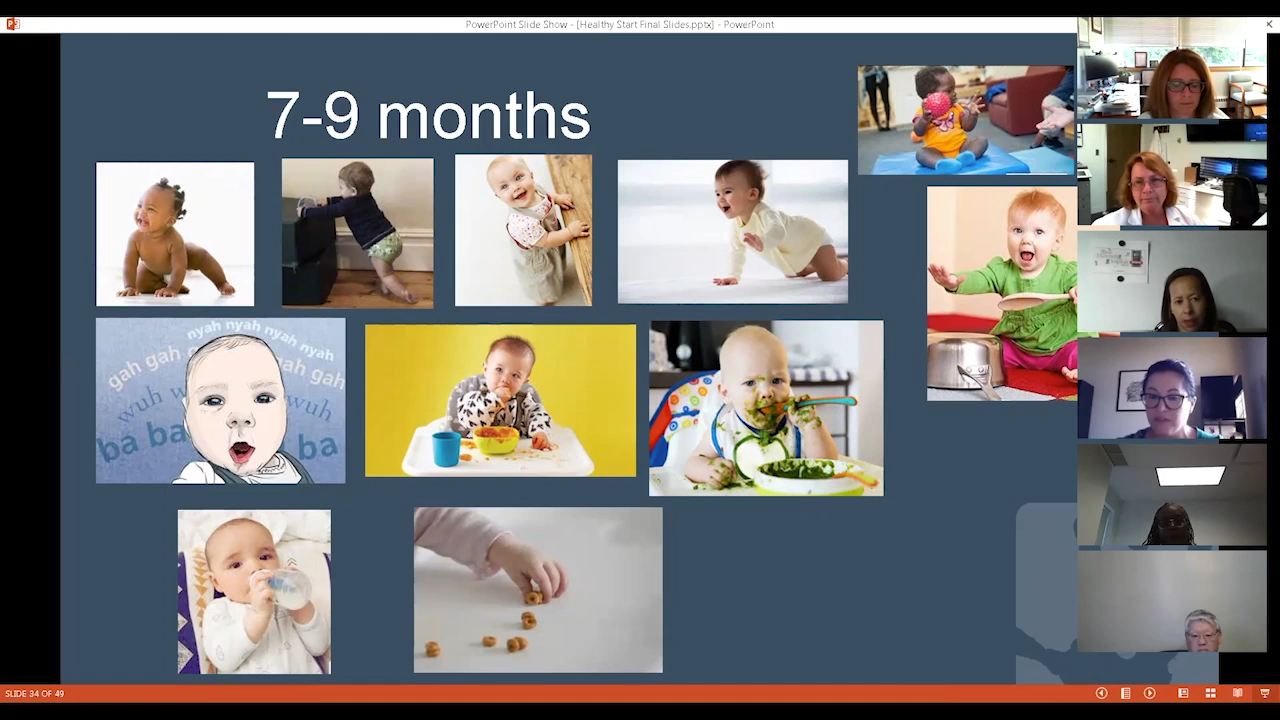 PowerPoint Slide Show - [Healthy Start Final Slides.pptx] - PowerPoint
7-9 months
nyah nyah nyah nyah
gah gah
gah gah
wuh w
wuh
ba ba
ba
SLIDE 34 OF 49